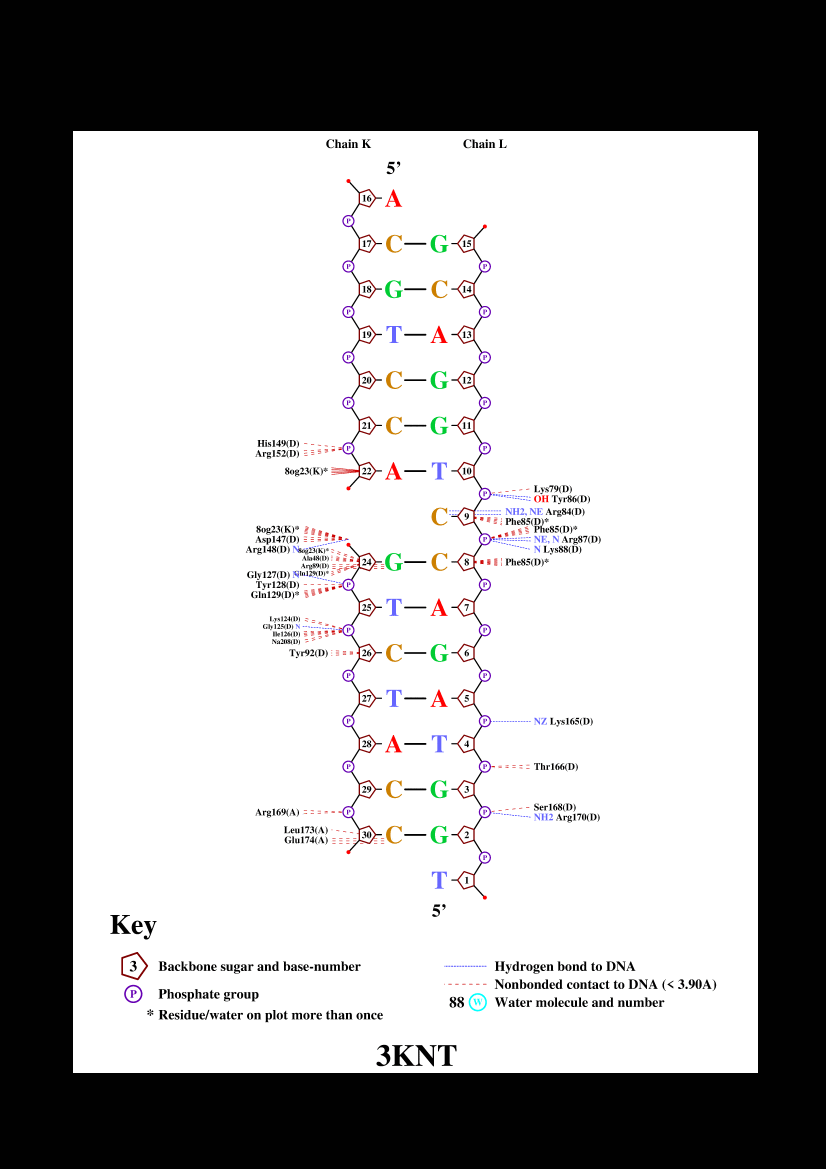 Chain K Chain L
5’
16 A
P
17 C G 15
P P
18 G C 14
P P
19 T A 13
P P
20 C G 12
P P
21 C G 11
His149(D) P P
Arg152(D)
8og23(K)* 22 A T 10
P Lys79(D)
OH Tyr86(D)
C 9 NH2, NE Arg84(D)
Phe85(D)*
8og23(K)* Phe85(D)*
Asp147(D) P NE, N Arg87(D)
Arg148(D) N N Lys88(D)
8og23(K)*
Ala48(D)
24 G C 8 Phe85(D)*
Arg89(D)
Gln129(D)*
Gly127(D) N
Tyr128(D) P P
Gln129(D)*
25 T A 7
Lys124(D)
Gly125(D) N P P
Ile126(D)
Na208(D)
Tyr92(D) 26 C G 6
P P
27 T A 5
P P NZ Lys165(D)
28 A T 4
P P Thr166(D)
29 C G 3
Ser168(D)
Arg169(A) P P
NH2 Arg170(D)
Leu173(A) 30 C G 2
Glu174(A)
P
T 1
5’
Key
3 Backbone sugar and base-number
P Phosphate group
* Residue/water on plot more than once
Hydrogen bond to DNA
Nonbonded contact to DNA (< 3.90A)
88 W Water molecule and number
3KNT